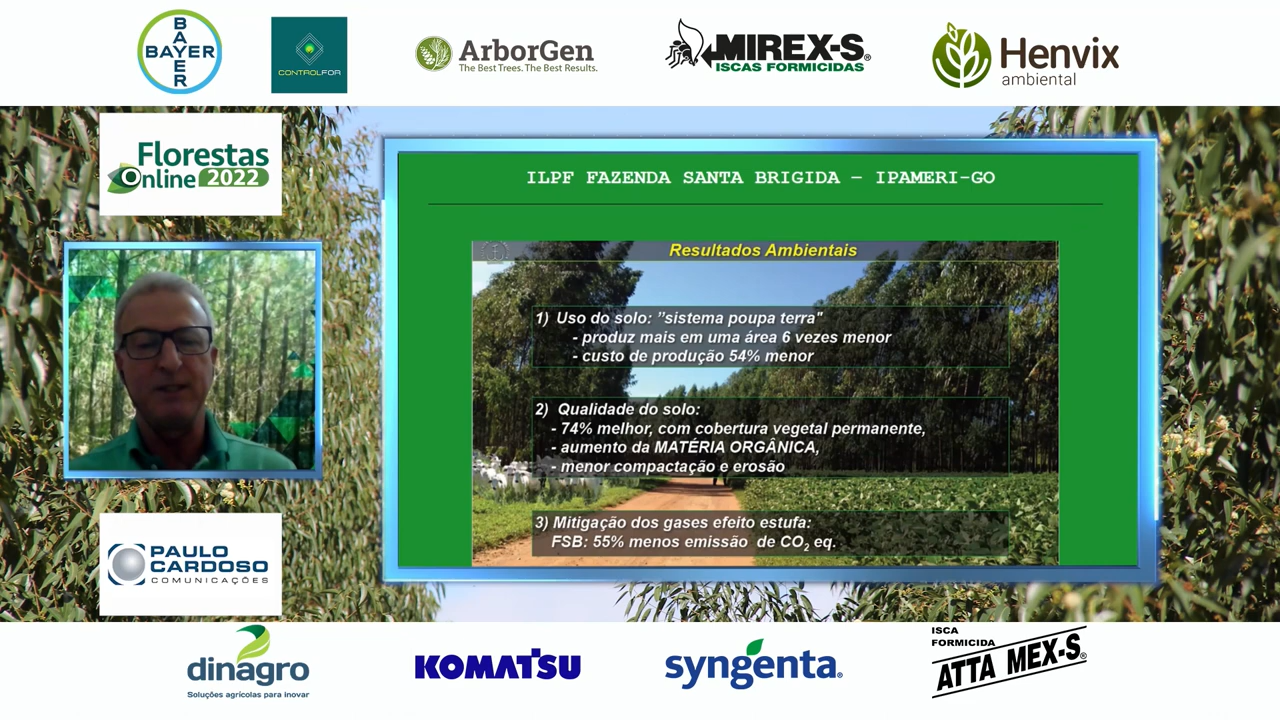 BAYER
BAYER
CONTROLFOR
ArborGen
The Best Trees. The Best Results.
MIREX-S®
ISCAS FORMICIDAS
Henvix
ambiental
Florestas
Online 2022
ILPF FAZENDA SANTA BRIGIDA – IPAMERI-GO
Resultados Ambientais
1) Uso do solo: ”sistema poupa terra"
- produz mais em uma área 6 vezes menor
- custo de produção 54% menor
2) Qualidade do solo:
- 74% melhor, com cobertura vegetal permanente,
- aumento da MATÉRIA ORGÂNICA,
- menor compactação e erosão
3) Mitigação dos gases efeito estufa:
FSB: 55% menos emissão de CO2 eq.
PAULO
CARDOSO
COMUNICAÇÕES
dinagro
Soluções agrícolas para inovar
KOMATSU
syngenta®
ISCA
FORMICIDA
ATTA MEX-S®